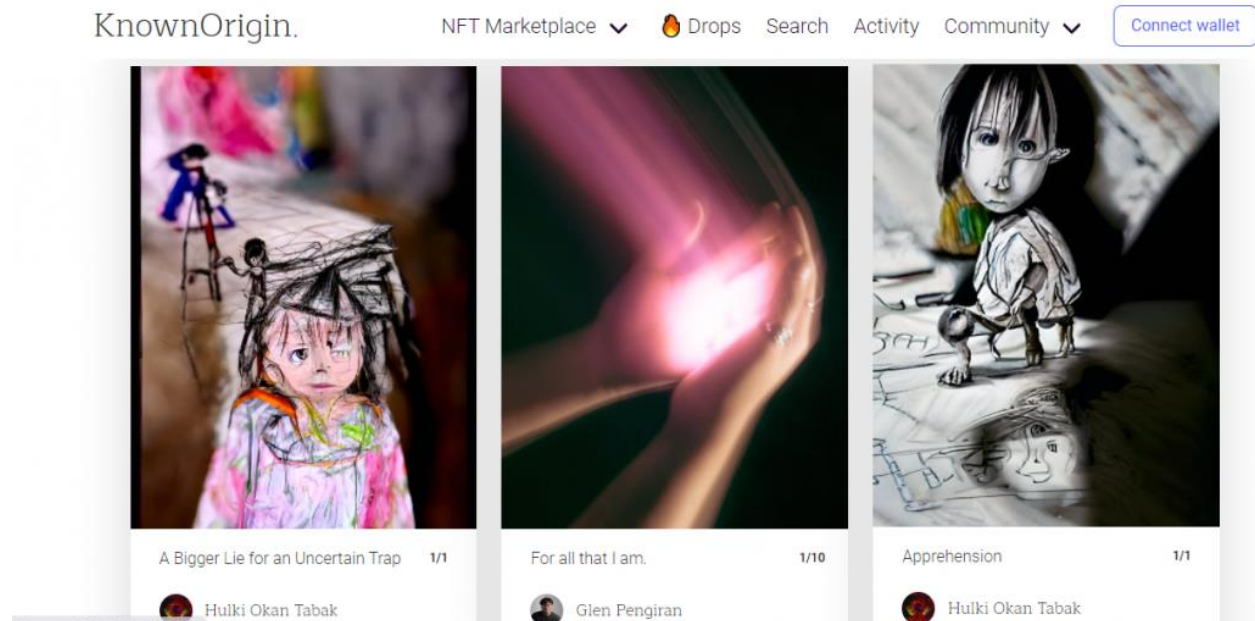 KnownOrigin.
NFT Marketplace
Drops
Search
Activity
Community
Connect wallet
A Bigger Lie for an Uncertain Trap 1/1
Hulki Okan Tabak
For all that I am. 1/10
Glen Pengiran
Apprehension 1/1
Hulki Okan Tabak